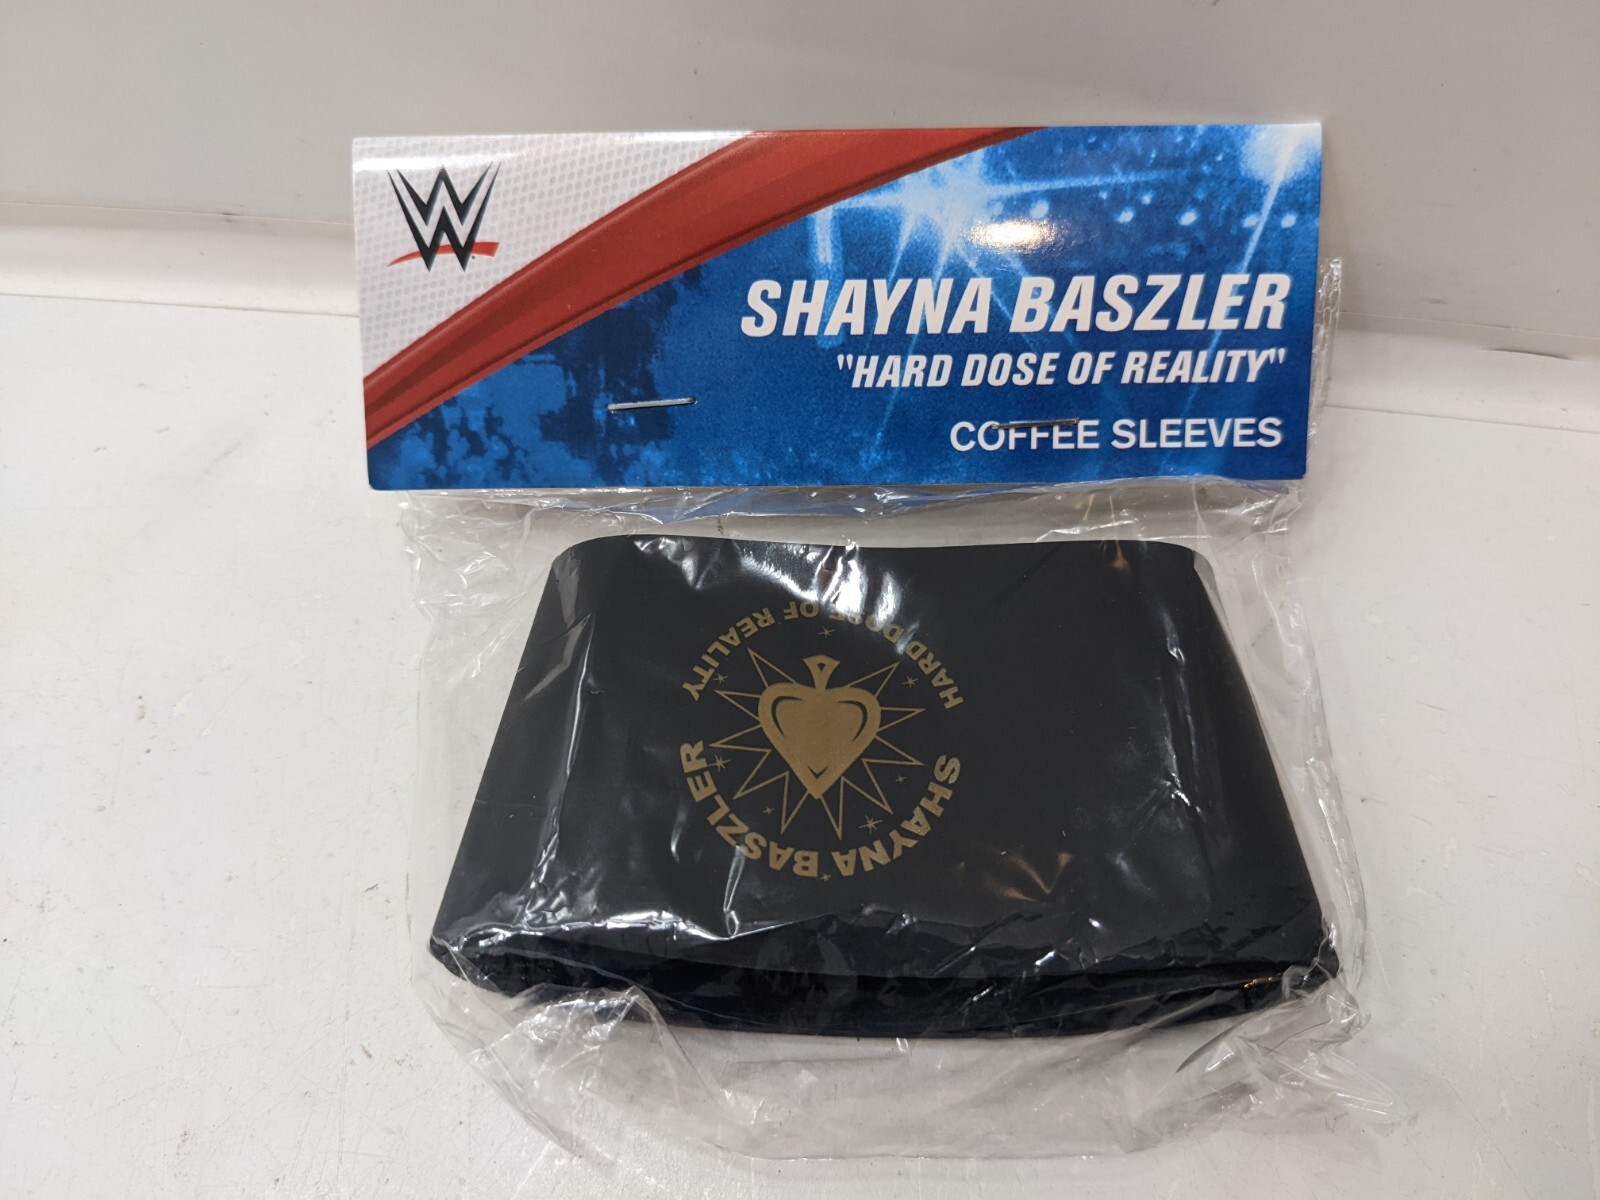 W
SHAYNA BASZLER
"HARD DOSE OF REALITY"
COFFEE SLEEVES
HARD DOSE OF REALITY
SHAYNA BASZLER